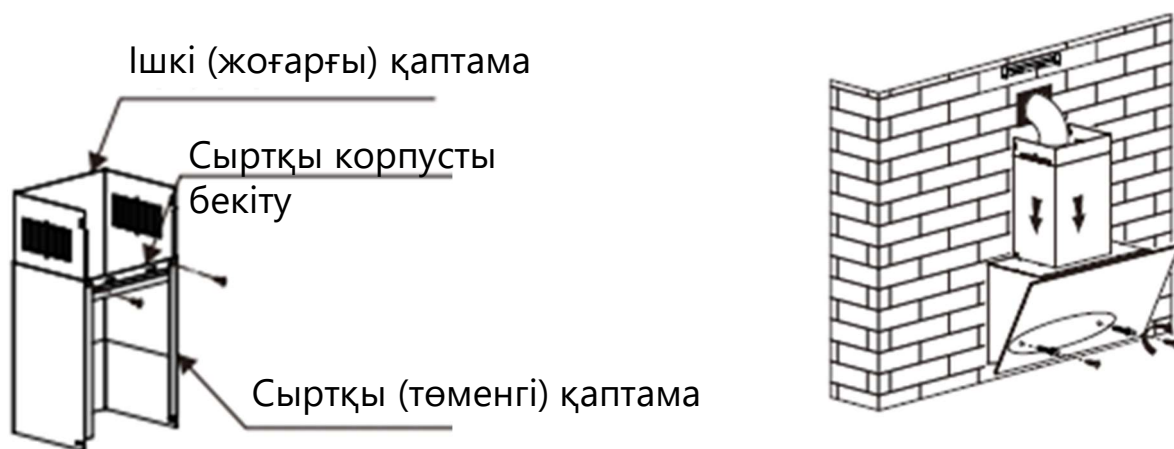 Ішкі (жоғарғы) қаптама
Сыртқы корпусты
бекіту
Сыртқы (төменгі) қаптама